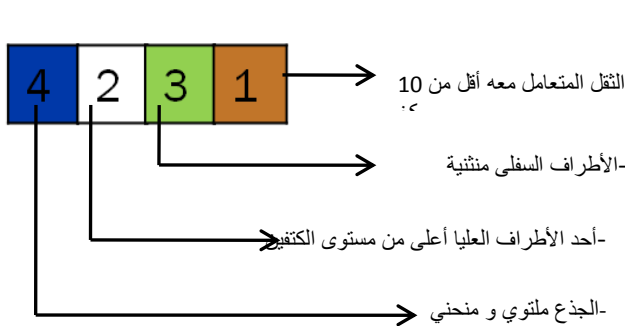 4 2 3 1
الثقل المتعامل معه أقل من 10
-الأطراف السفلى منثنية
-أحد الأطراف العليا أعلى من مستوى الكتفين
-الجذع ملتوي و منحني